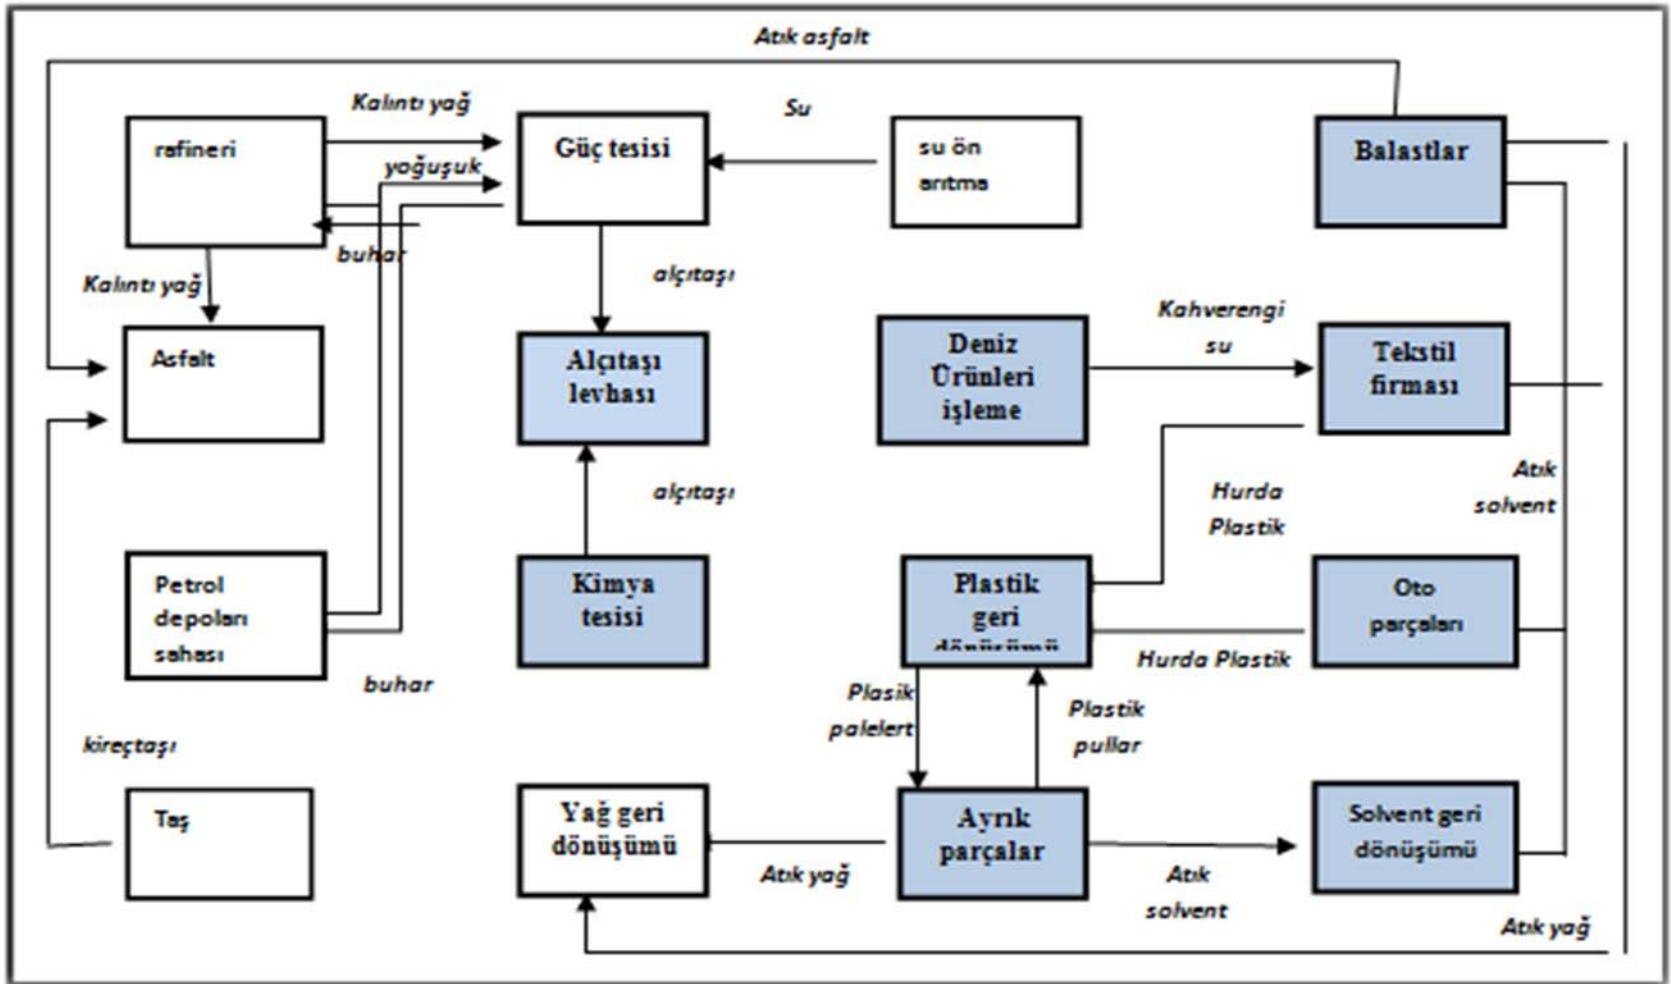 Atık asfalt
Kalıntı yağ
Su
rafineri
Güç tesisi
su ön
arıtma
Balastlar
yoğuşuk
buhar
Kalıntı yağ
alçıtaşı
Asfalt
Alçıtaşı
levhası
Deniz
Ürünleri
işleme
Kahverengi
su
Tekstil
firması
alçıtaşı
Hurda
Plastik
Atık
solvent
Petrol
depoları
sahası
Kimya
tesisi
Plastik
geri
dönüşümü
Oto
parçaları
Hurda Plastik
buhar
Plasik
palelert
Plastik
pullar
kireçtaşı
Taş
Yağ geri
dönüşümü
Ayrık
parçalar
Solvent geri
dönüşümü
Atık yağ
Atık
solvent
Atık yağ